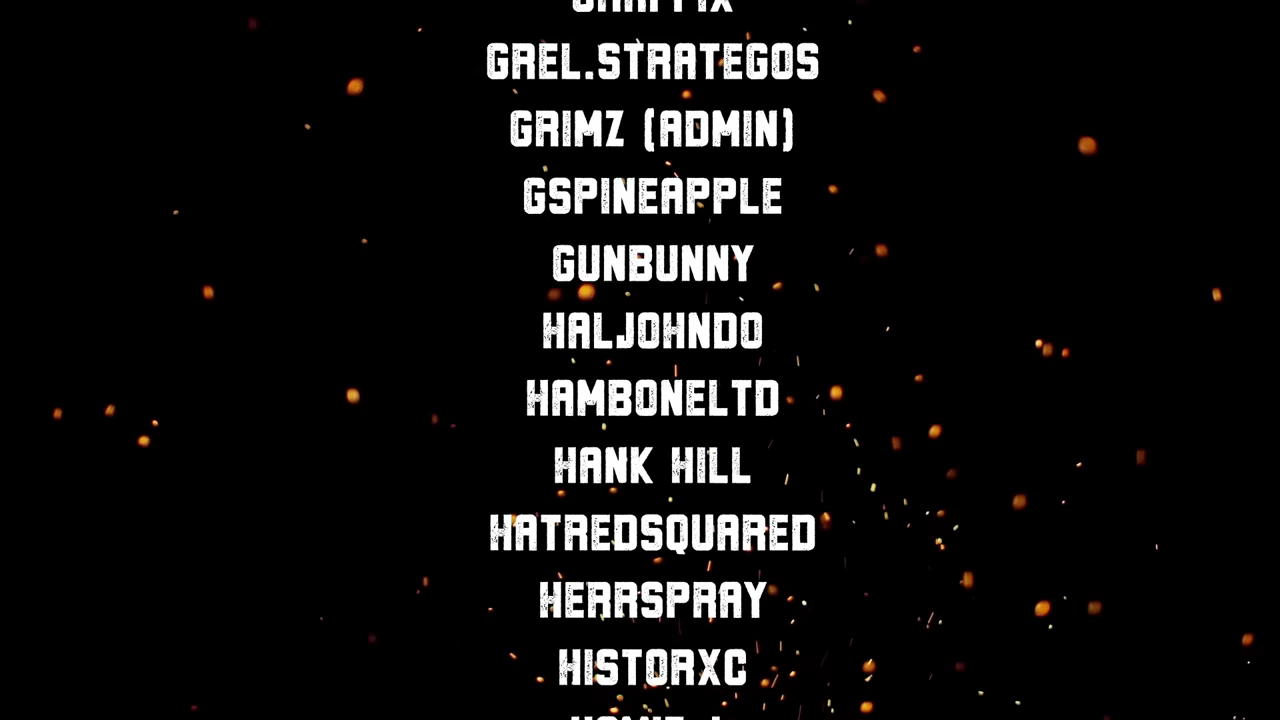 GREL.STRATEGOS
GRIMZ (ADMIN)
GSPINEAPPLE
GUNBUNNY
HALJOHNDO
HAMBONELTD
HANK HILL
HATREDSQUARED
HERRSPRAY
HISTORXC